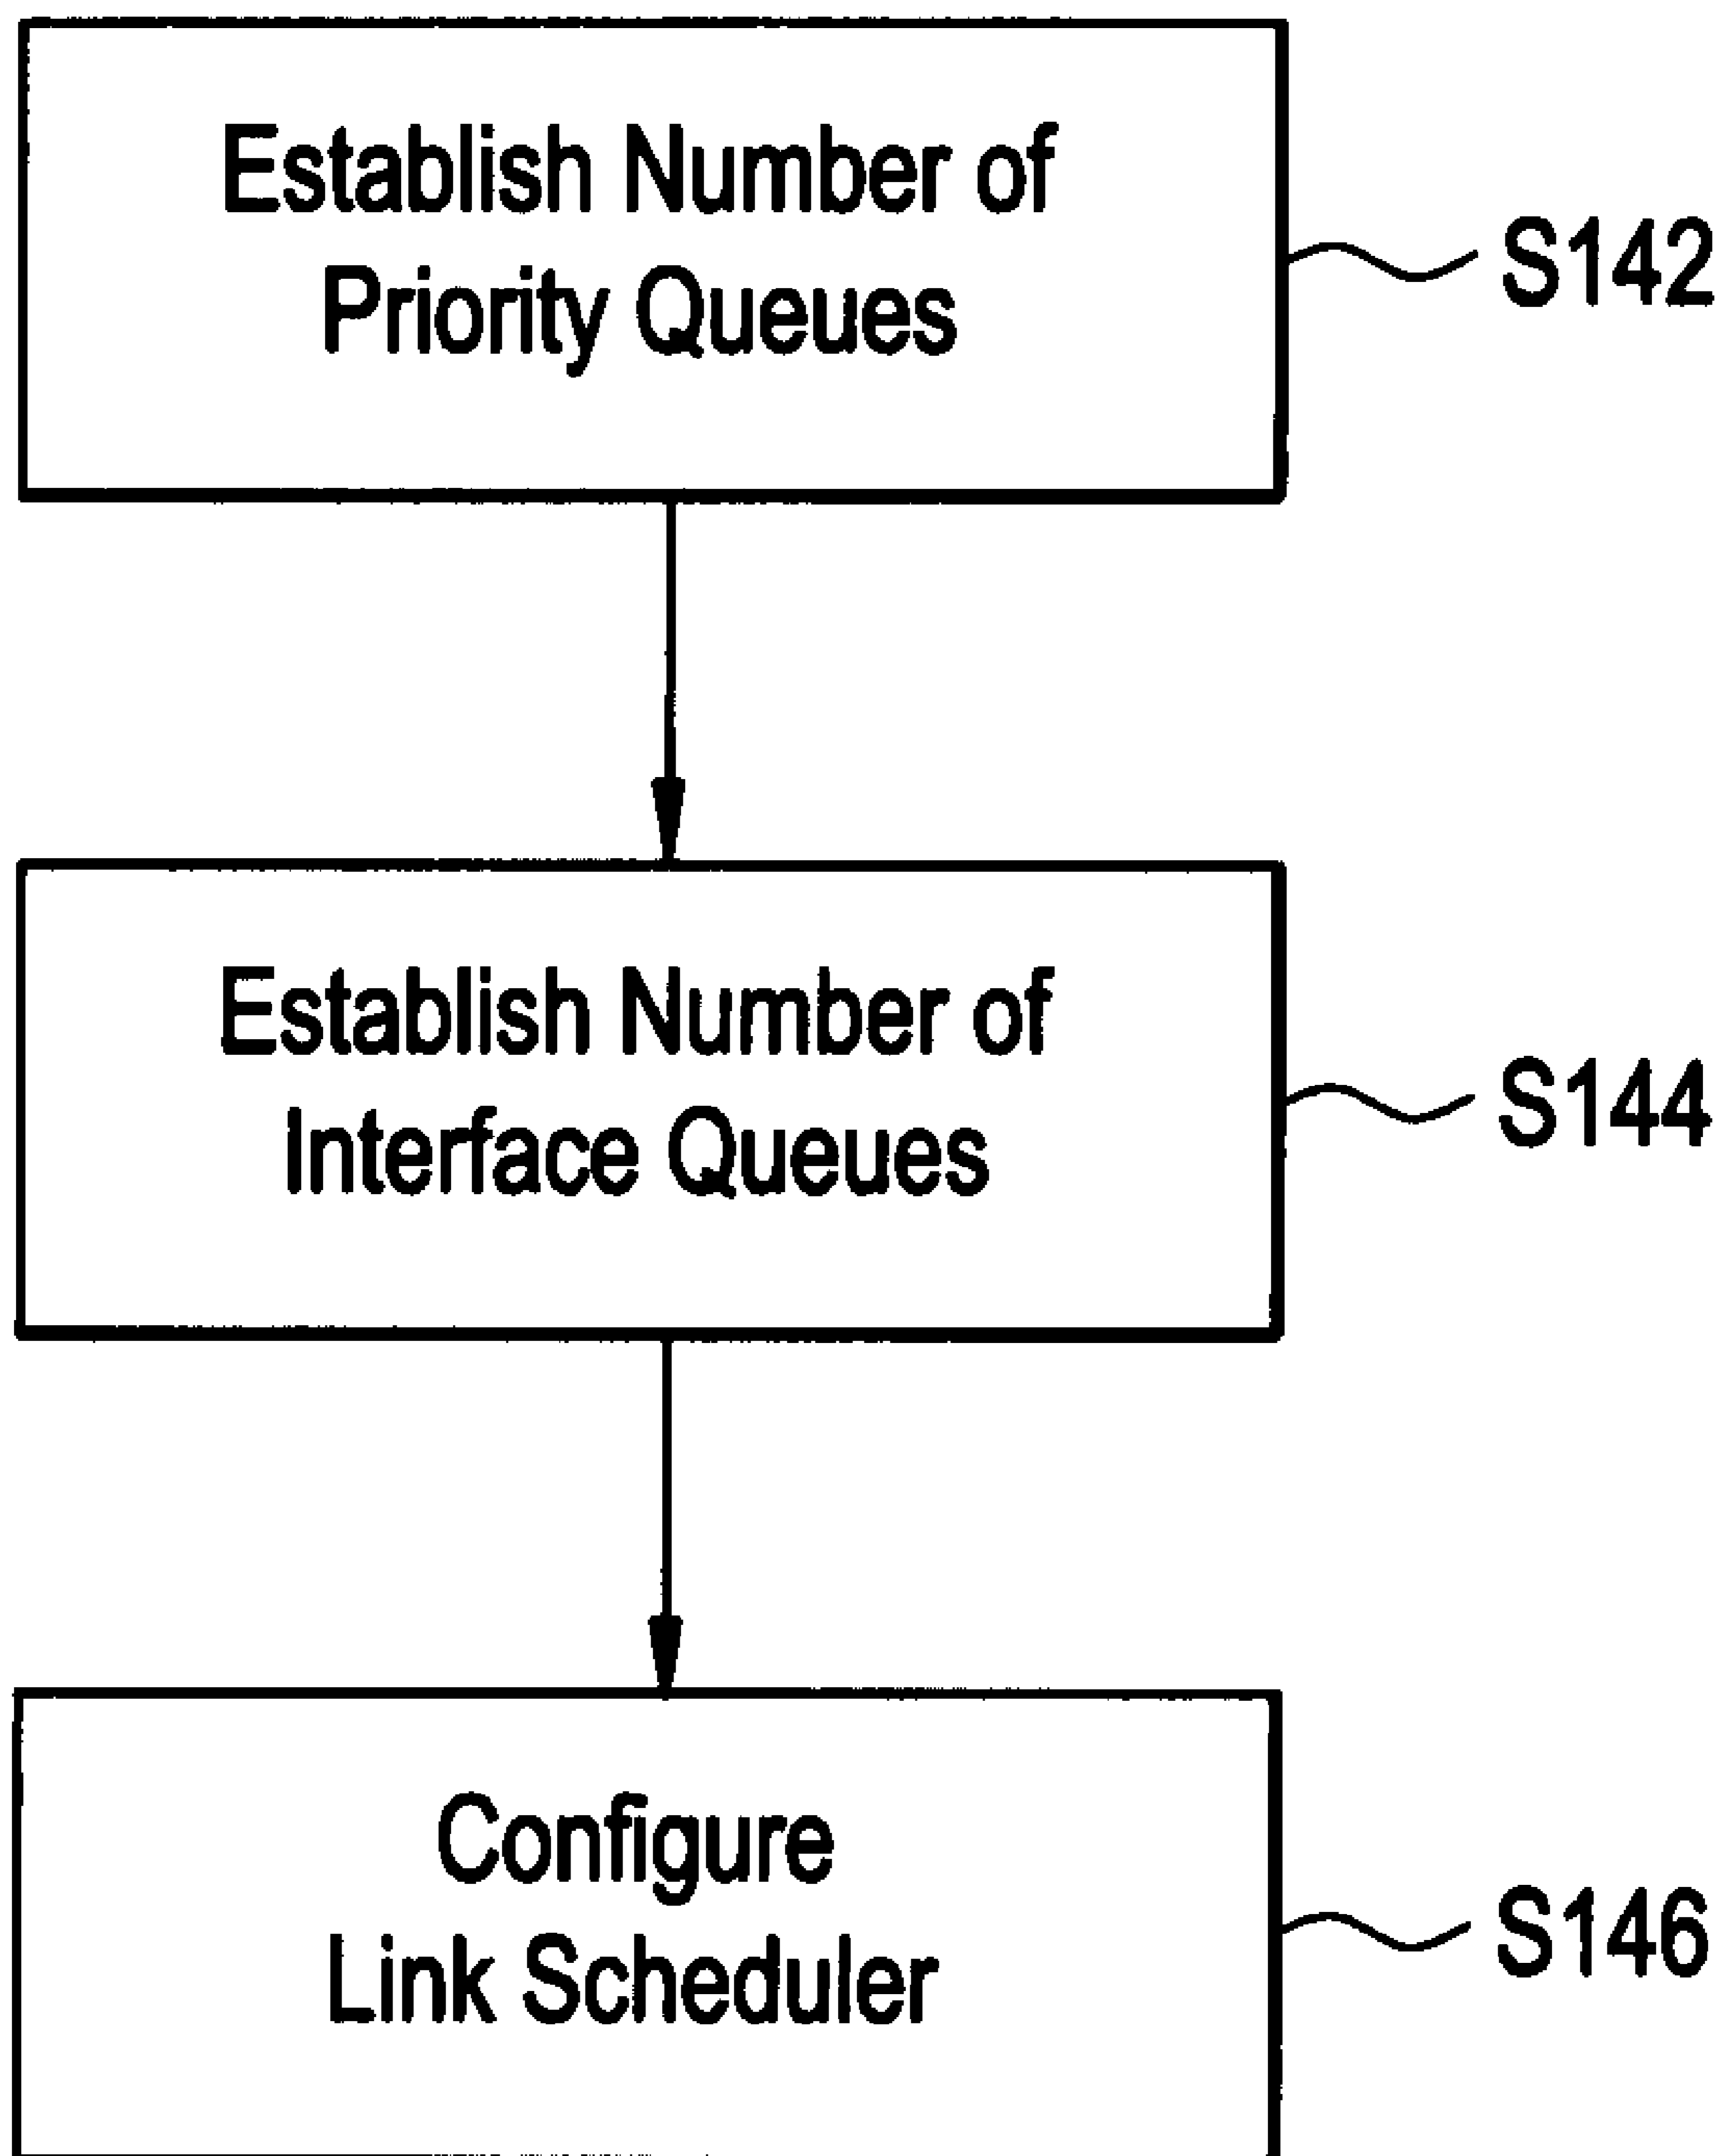 Establish Number of
Priority Queues
S142
Establish Number of
Interface Queues
S144
Configure
Link Scheduler
S146